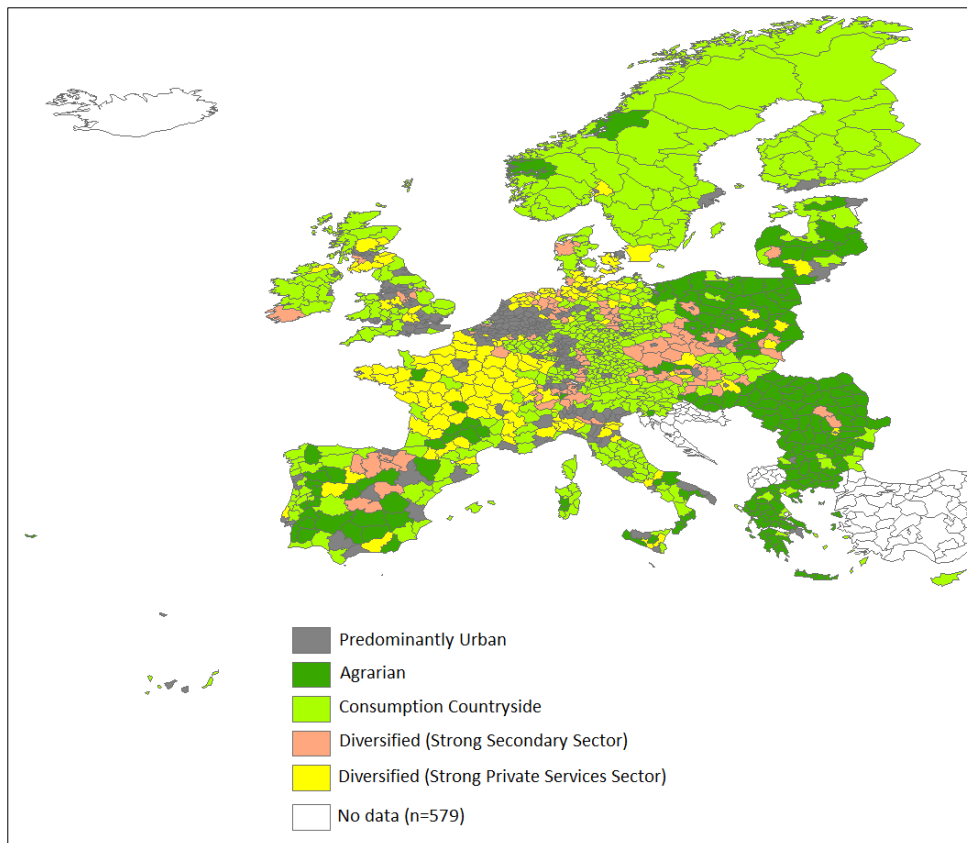 Predominantly Urban
Agrarian
Consumption Countryside
Diversified (Strong Secondary Sector)
Diversified (Strong Private Services Sector)
No data (n=579)